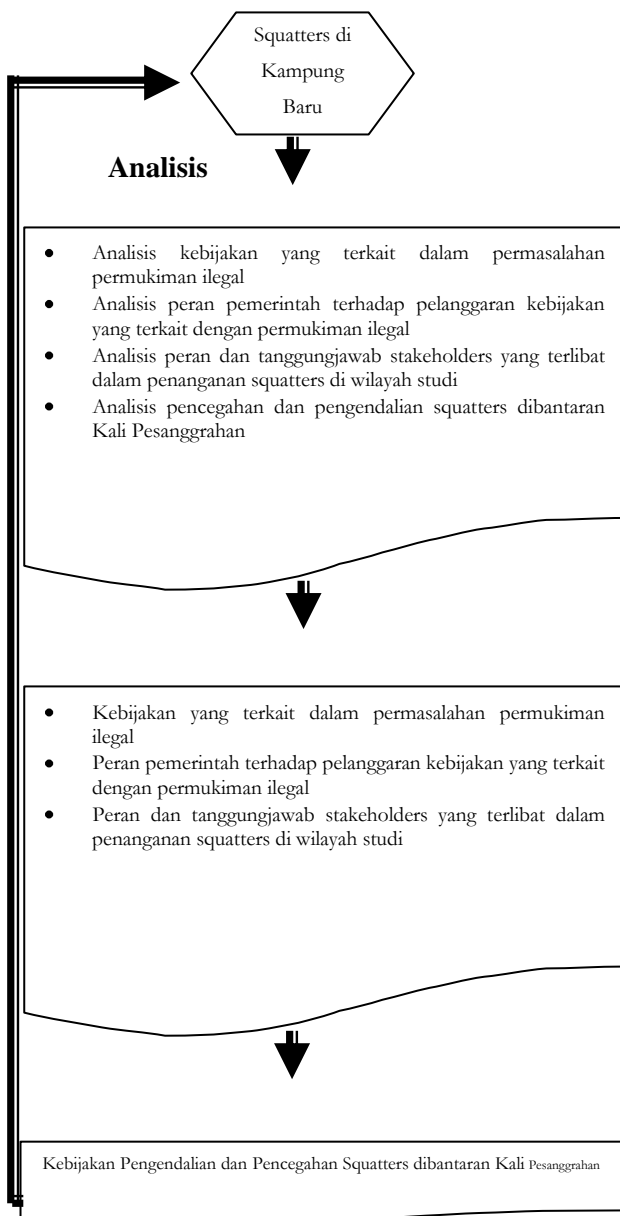 Squatters di
Kampung
Baru
Analisis
• Analisis kebijakan yang terkait dalam permasalahan
permukiman ilegal
• Analisis peran pemerintah terhadap pelanggaran kebijakan
yang terkait dengan permukiman ilegal
• Analisis peran dan tanggungjawab stakeholders yang terlibat
dalam penanganan squatters di wilayah studi
• Analisis pencegahan dan pengendalian squatters dibantaran
Kali Pesanggrahan
• Kebijakan yang terkait dalam permasalahan permukiman
ilegal
• Peran pemerintah terhadap pelanggaran kebijakan yang terkait
dengan permukiman ilegal
• Peran dan tanggungjawab stakeholders yang terlibat dalam
penanganan squatters di wilayah studi
Kebijakan Pengendalian dan Pencegahan Squatters dibantaran Kali Pesanggrahan